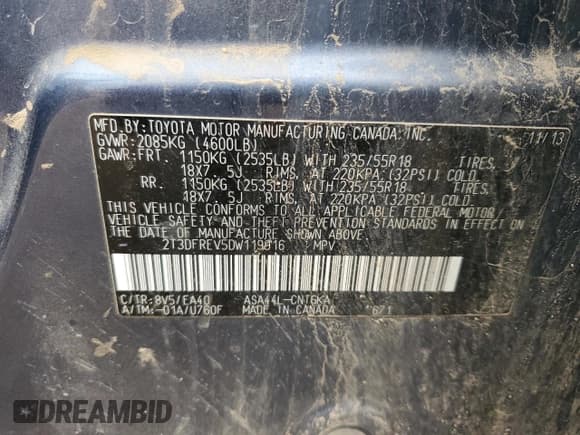 MFD.BY:TOYOTA MOTOR MANUFACTURING CANADA INC. 11/13
GVWR:2085KG (4600LB)
GAWR:FRT. 1150KG (2535LB) WITH 235/55R18 TIRES,
18X7.5J RIMS, AT 220KPA (32PSI) COLD
RR. 1150KG (2535LB) WITH 235/55R18 TIRES,
18X7.5J RIMS, AT 220KPA (32PSI) COLD
THIS VEHICLE CONFORMS TO ALL APPLICABLE FEDERAL MOTOR
VEHICLE SAFETY AND THEFT PREVENTION STANDARDS IN EFFECT ON
THE DATE OF MANUFACTURE SHOWN ABOVE.
MPV
C/TR:8V5/EA40 ASA44L-CNT6KA
A/TM:-01A/U760F MADE IN CANADA 671
DREAMBID